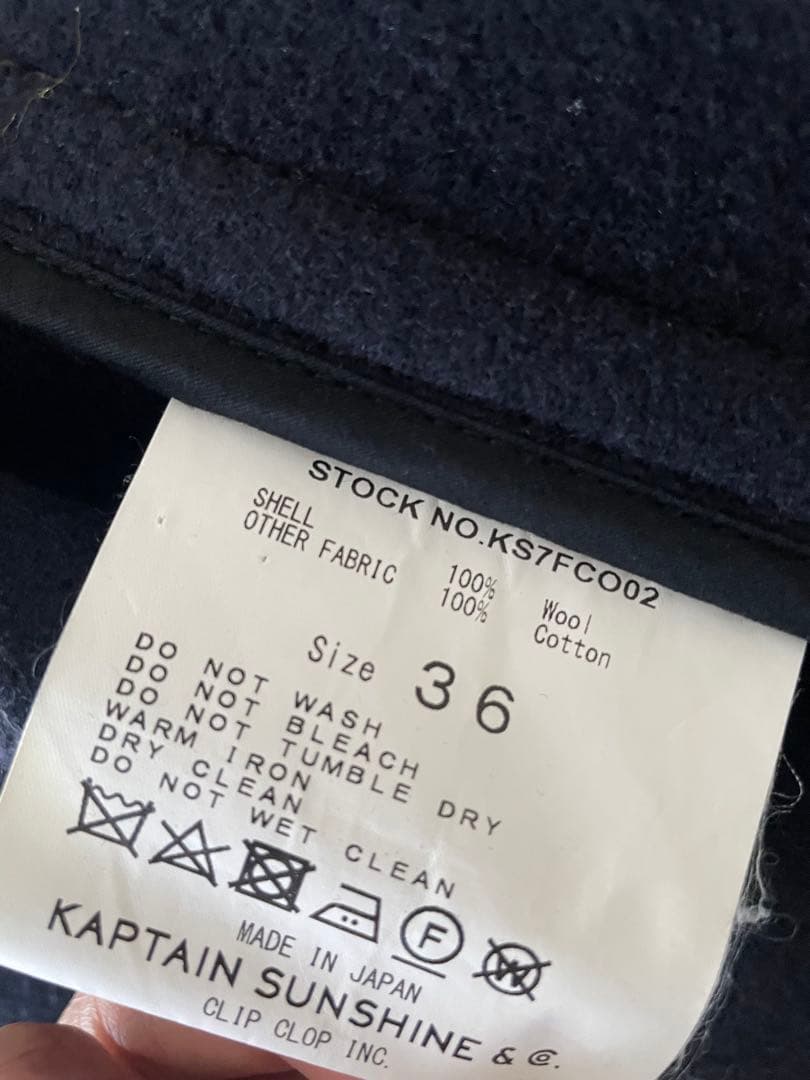 STOCK NO.KS7FCO02
SHELL 100% Wool
OTHER FABRIC 100% Cotton
Size 36
DO NOT WASH
DO NOT BLEACH
DO NOT TUMBLE DRY
WARM IRON
DRY CLEAN
DO NOT WET CLEAN
F W
MADE IN JAPAN
KAPTAIN SUNSHINE & Co.
CLIP CLOP INC.